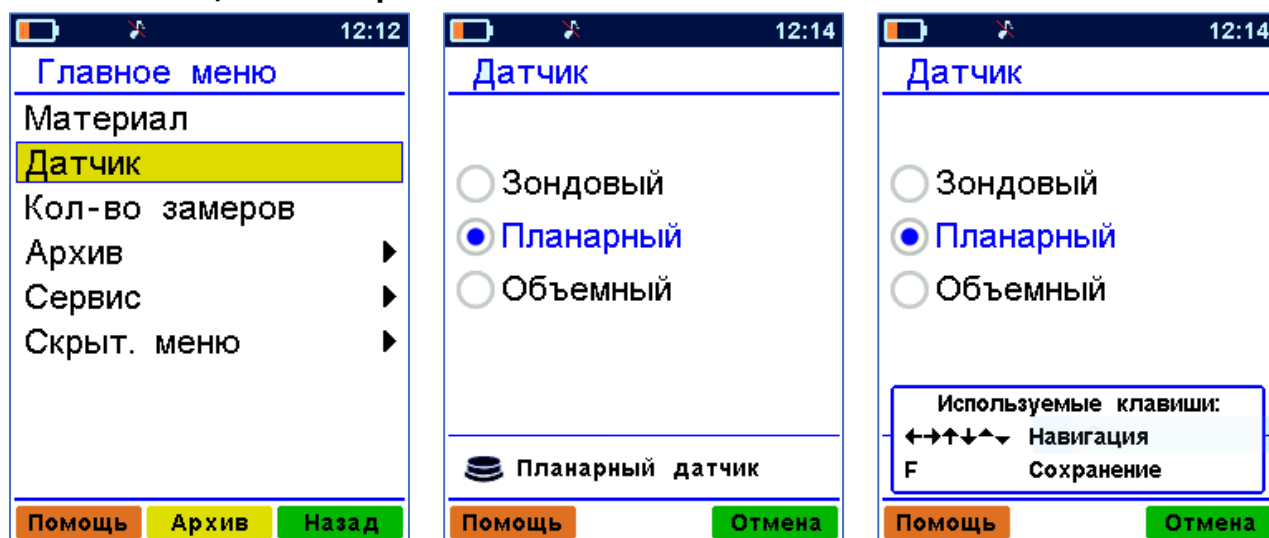 12:12
Главное меню
Материал
Датчик
Кол-во замеров
Архив
Сервис
Скрыт. меню
Помощь Архив Назад
12:14
Датчик
Зондовый
Планарный
Объемный
Планарный датчик
Помощь Отмена
12:14
Датчик
Зондовый
Планарный
Объемный
Используемые клавиши:
←→↑↓ Навигация
F Сохранение
Помощь Отмена